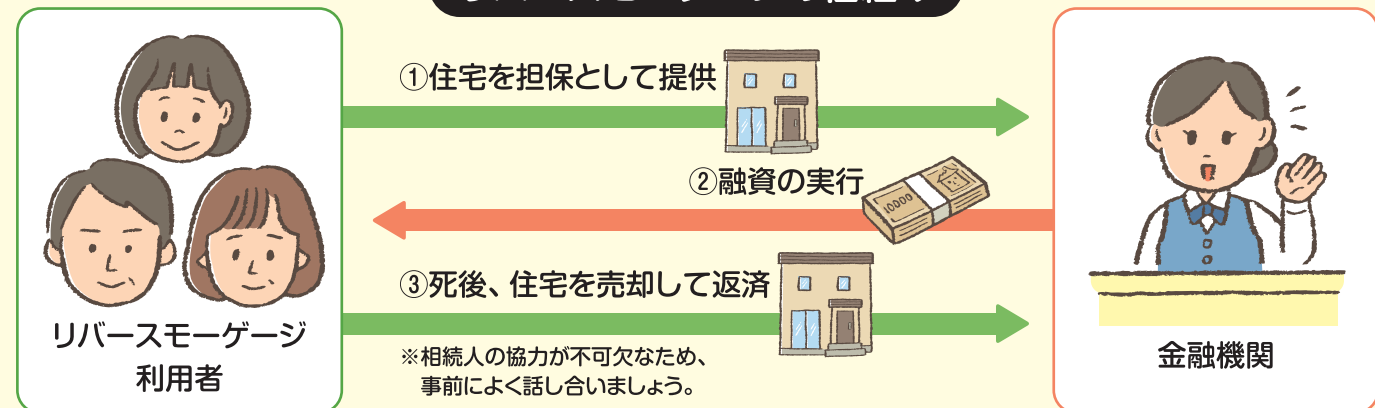 ①住宅を担保として提供
②融資の実行
10000
③死後、住宅を売却して返済
※相続人の協力が不可欠なため、
事前によく話し合いましょう。
リバースモーゲージ
利用者
金融機関